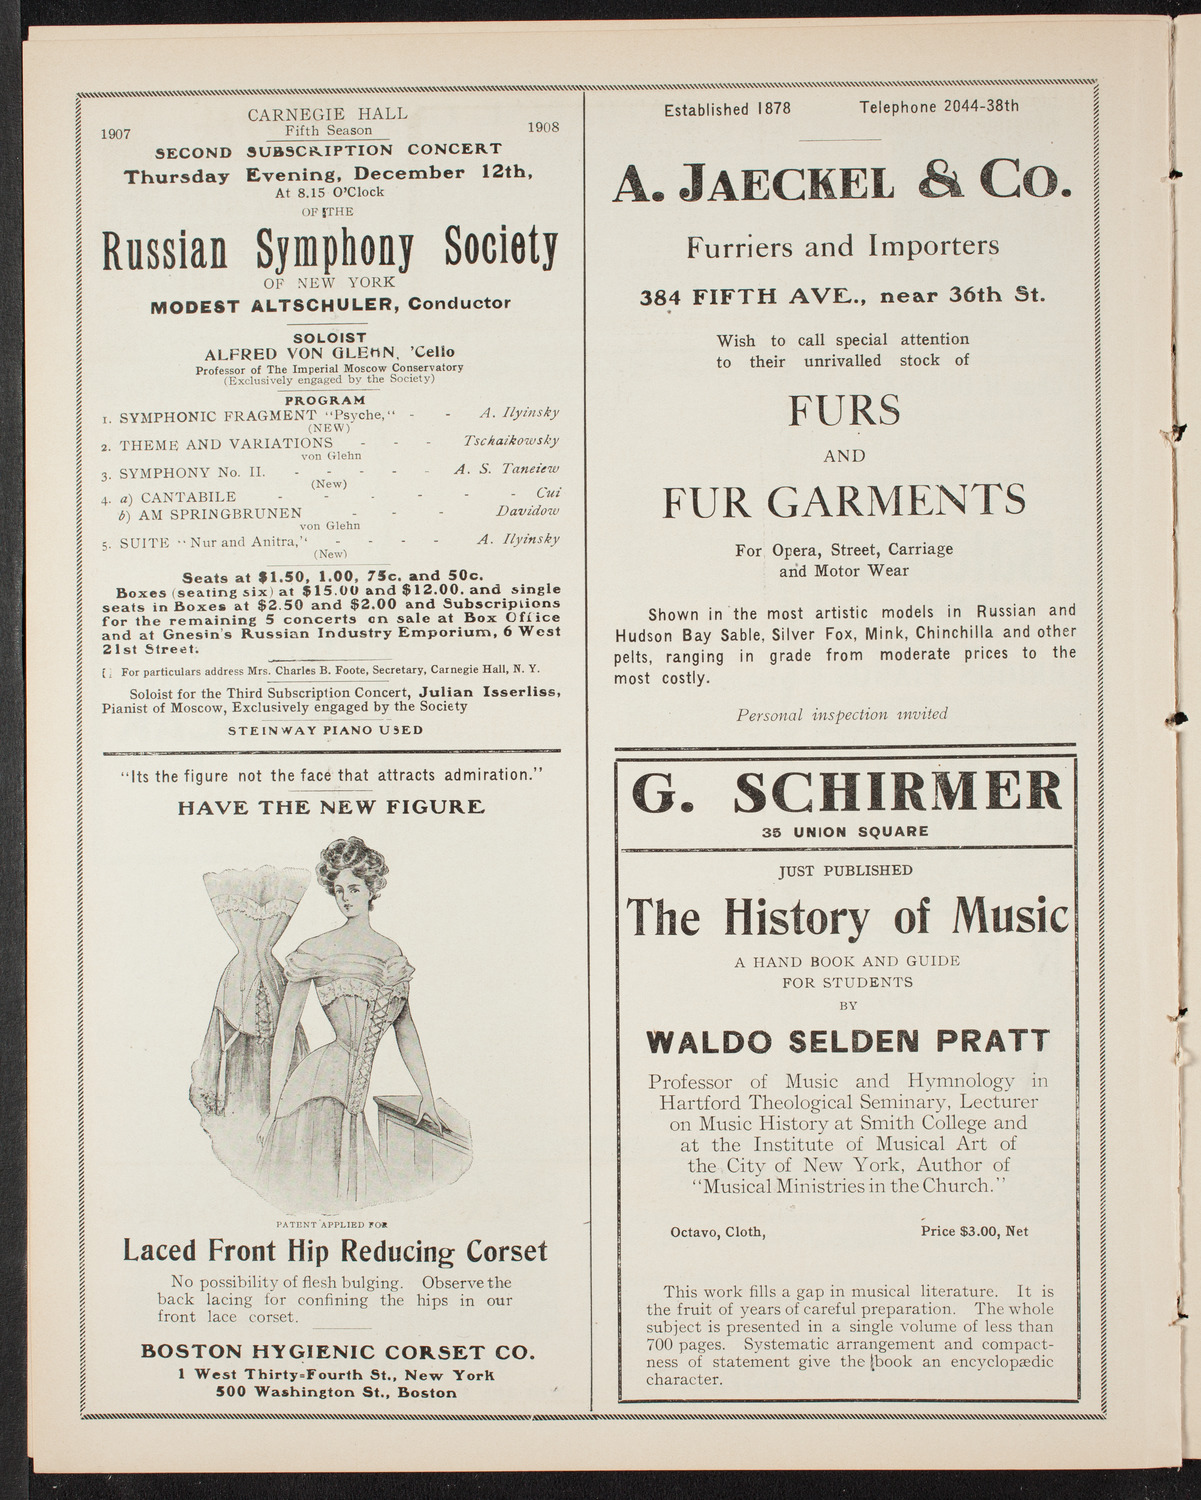 CARNEGIE HALL
1907 Fifth Season 1908
SECOND SUBSCRIPTION CONCERT
Thursday Evening, December 12th,
At 8.15 O'Clock
OF THE
Russian Symphony Society
OF NEW YORK
MODEST ALTSCHULER, Conductor
SOLOIST
ALFRED VON GLEHN, 'Cello
Professor of The Imperial Moscow Conservatory
(Exclusively engaged by the Society)
PROGRAM
1. SYMPHONIC FRAGMENT "Psyche," - - A. Ilyinsky
(NEW)
2. THEME AND VARIATIONS - - - Tschaikowsky
von Glehn
3. SYMPHONY No. II. - - - - - A. S. Taneiew
(New)
4. a) CANTABILE - - - - - - Cui
b) AM SPRINGBRUNEN - - - Davidow
von Glehn
5. SUITE "Nur and Anitra," - - - - A. Ilyinsky
(New)
Seats at $1.50, 1.00, 75c. and 50c.
Boxes (seating six) at $15.00 and $12.00. and single
seats in Boxes at $2.50 and $2.00 and Subscriptions
for the remaining 5 concerts on sale at Box Office
and at Gnesin's Russian Industry Emporium, 6 West
21st Street.
For particulars address Mrs. Charles B. Foote, Secretary, Carnegie Hall, N. Y.
Soloist for the Third Subscription Concert, Julian Isserliss,
Pianist of Moscow, Exclusively engaged by the Society
STEINWAY PIANO USED
"Its the figure not the face that attracts admiration."
HAVE THE NEW FIGURE
PATENT APPLIED FOR
Laced Front Hip Reducing Corset
No possibility of flesh bulging. Observe the
back lacing for confining the hips in our
front lace corset.
BOSTON HYGIENIC CORSET CO.
1 West Thirty-Fourth St., New York
500 Washington St., Boston
Established 1878 Telephone 2044-38th
A. JAECKEL & CO.
Furriers and Importers
384 FIFTH AVE., near 36th St.
Wish to call special attention
to their unrivalled stock of
FURS
AND
FUR GARMENTS
For Opera, Street, Carriage
and Motor Wear
Shown in the most artistic models in Russian and
Hudson Bay Sable, Silver Fox, Mink, Chinchilla and other
pelts, ranging in grade from moderate prices to the
most costly.
Personal inspection invited
G. SCHIRMER
35 UNION SQUARE
JUST PUBLISHED
The History of Music
A HAND BOOK AND GUIDE
FOR STUDENTS
BY
WALDO SELDEN PRATT
Professor of Music and Hymnology in
Hartford Theological Seminary, Lecturer
on Music History at Smith College and
at the Institute of Musical Art of
the City of New York, Author of
"Musical Ministries in the Church."
Octavo, Cloth, Price $3.00, Net
This work fills a gap in musical literature. It is
the fruit of years of careful preparation. The whole
subject is presented in a single volume of less than
700 pages. Systematic arrangement and compact-
ness of statement give the book an encyclopædic
character.